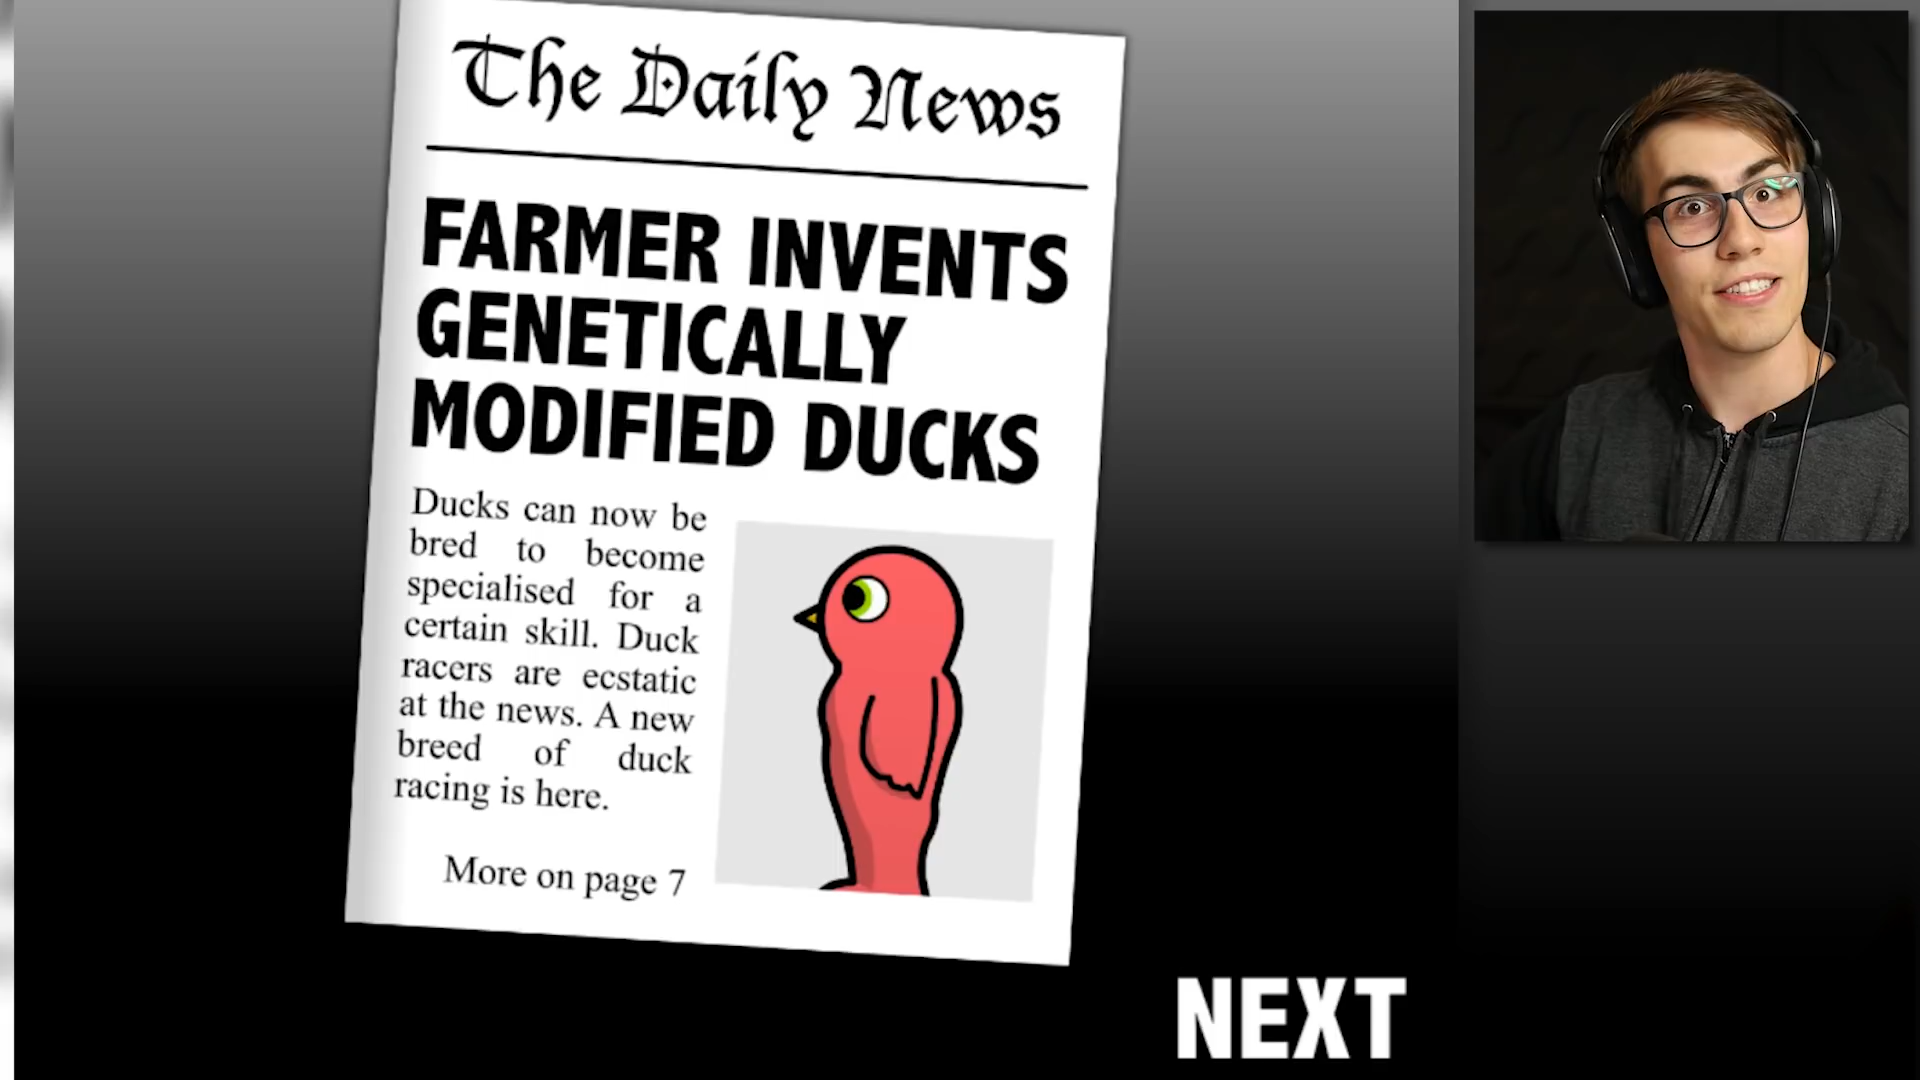 The Daily News
FARMER INVENTS
GENETICALLY
MODIFIED DUCKS
Ducks can now be
bred to become
specialised for a
certain skill. Duck
racers are ecstatic
at the news. A new
breed of duck
racing is here.
More on page 7
NEXT